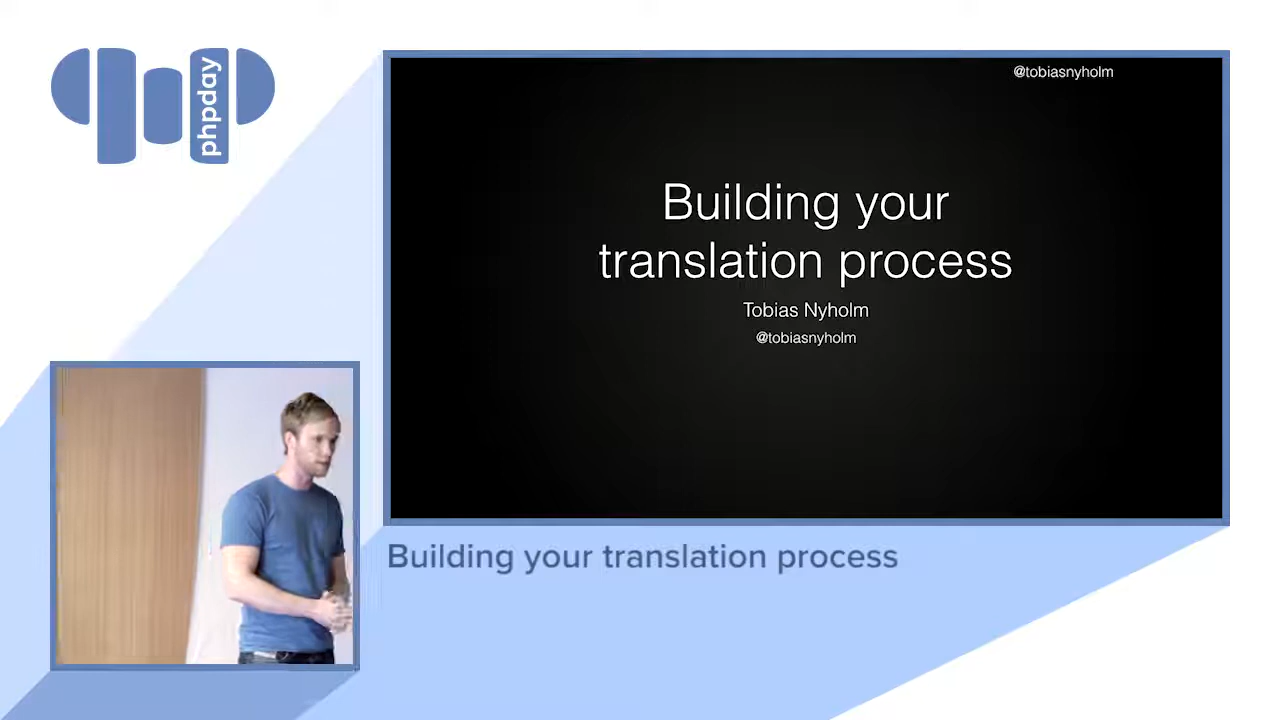 phpday
@tobiasnyholm
Building your
translation process
Tobias Nyholm
@tobiasnyholm
Building your translation process